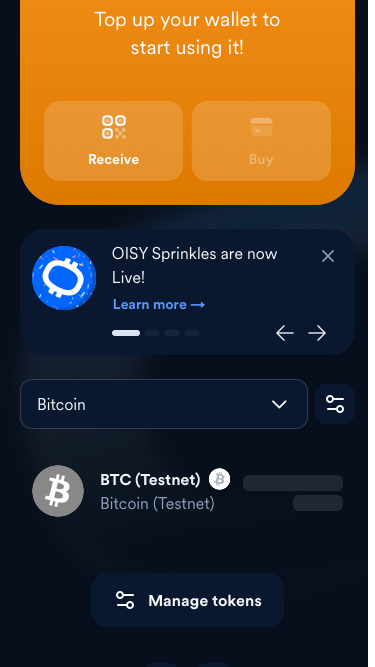 Top up your wallet to
start using it!
Receive
Buy
OISY Sprinkles are now
Live!
Learn more →
Bitcoin
BTC (Testnet)
Bitcoin (Testnet)
Manage tokens